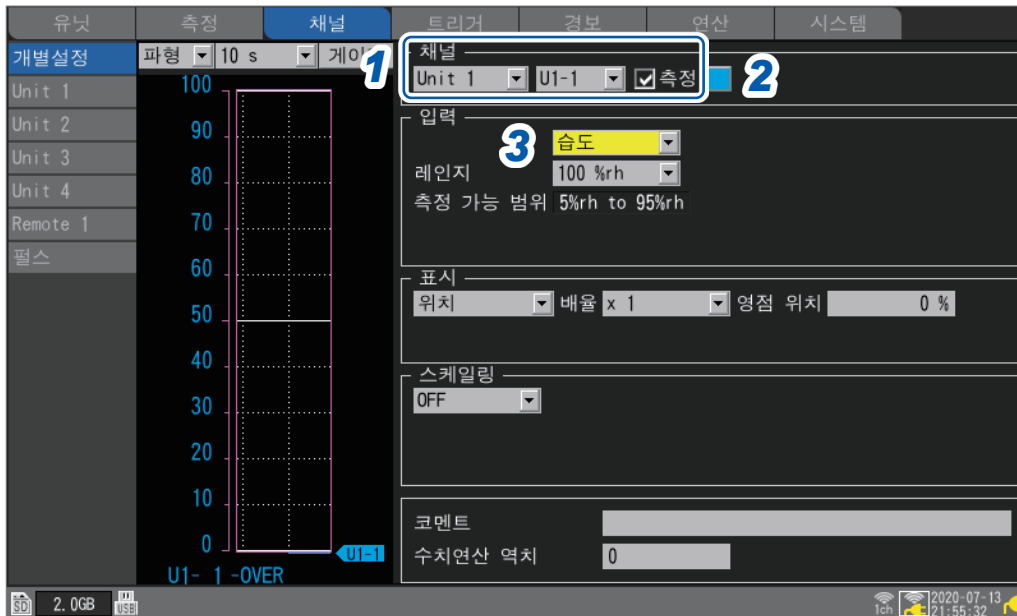 유닛 측정 채널 트리거 경보 연산 시스템
개별설정
Unit 1
Unit 2
Unit 3
Unit 4
Remote 1
펄스
파형 10 s 게이
100
90
80
70
60
50
40
30
20
10
0
U1-1
U1- 1 -OVER
1
채널
Unit 1 U1-1 측정 2
입력
3 습도
레인지 100 %rh
측정 가능 범위 5%rh to 95%rh
표시
위치 배율 x 1 영점 위치 0 %
스케일링
OFF
코멘트
수치연산 역치 0
SD 2.0GB USB
1ch 2020-07-13
21:55:32